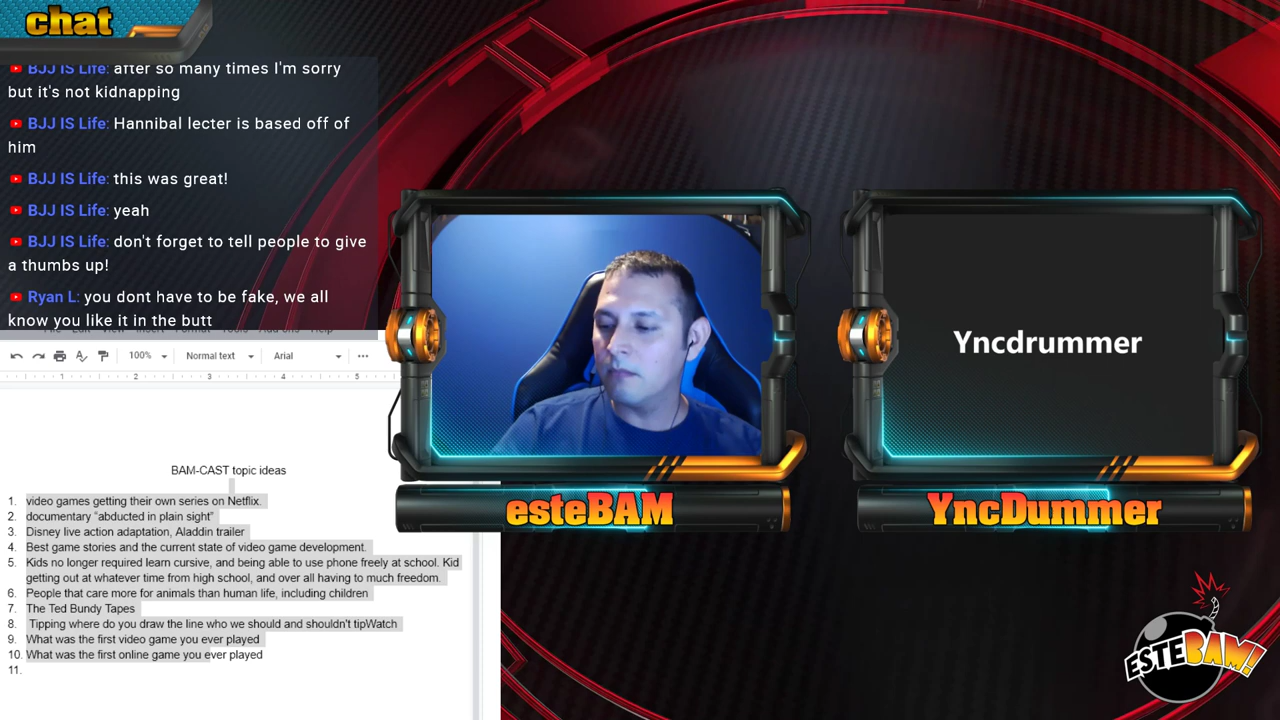 chat
BJJ IS Life: after so many times I'm sorry
but it's not kidnapping
BJJ IS Life: Hannibal lecter is based off of
him
BJJ IS Life: this was great!
BJJ IS Life: yeah
BJJ IS Life: don't forget to tell people to give
a thumbs up!
Ryan L: you dont have to be fake, we all
know you like it in the butt
100%
Normal text
Arial
1 2 3 4 5
BAM-CAST topic ideas
1. video games getting their own series on Netflix.
2. documentary “abducted in plain sight”
3. Disney live action adaptation, Aladdin trailer
4. Best game stories and the current state of video game development.
5. Kids no longer required learn cursive, and being able to use phone freely at school. Kid
getting out at whatever time from high school, and over all having to much freedom.
6. People that care more for animals than human life, including children
7. The Ted Bundy Tapes
8. Tipping where do you draw the line who we should and shouldn't tipWatch
9. What was the first video game you ever played
10. What was the first online game you ever played
11.
esteBAM
Yncdrummer
YncDummer
ESTEBAM!